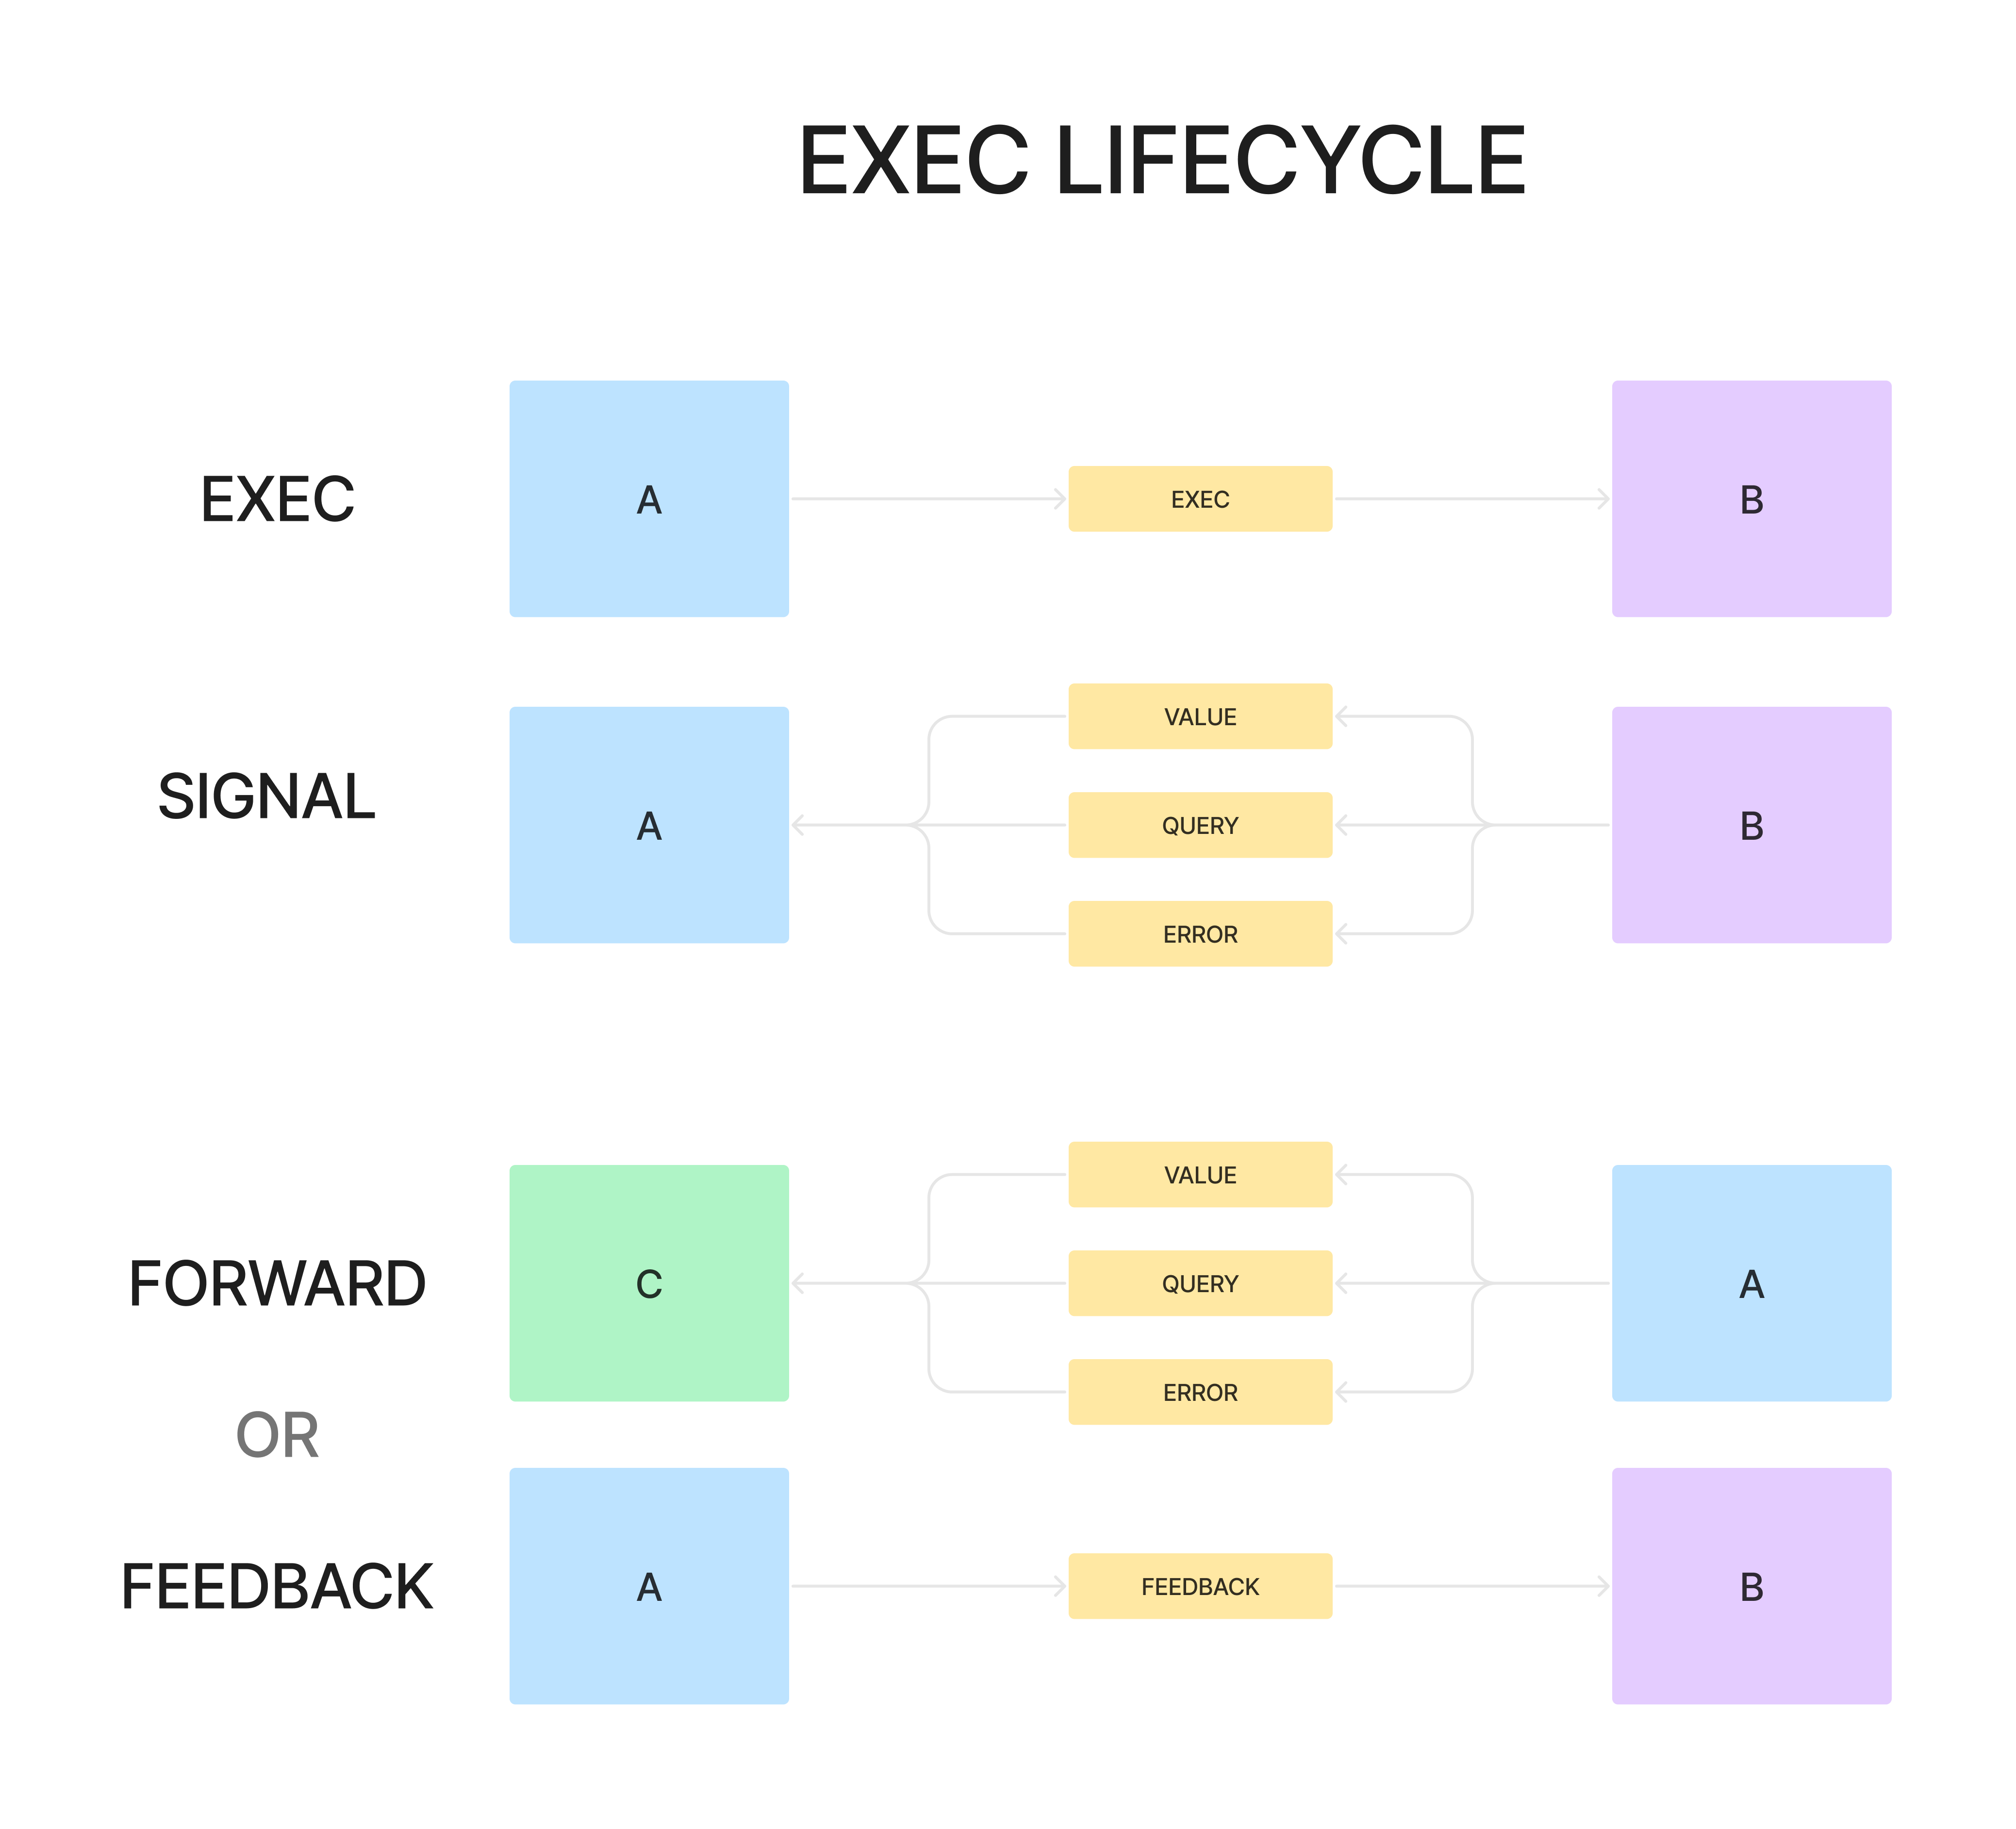 EXEC LIFECYCLE
EXEC
A
EXEC
B
SIGNAL
A
VALUE
QUERY
ERROR
B
FORWARD
C
VALUE
QUERY
ERROR
A
OR
FEEDBACK
A
FEEDBACK
B